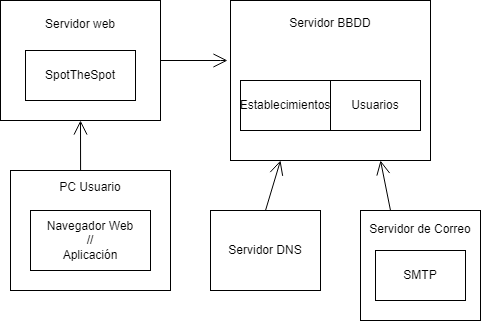 Servidor web
SpotTheSpot
Servidor BBDD
Establecimientos
Usuarios
PC Usuario
Navegador Web
//
Aplicación
Servidor DNS
Servidor de Correo
SMTP